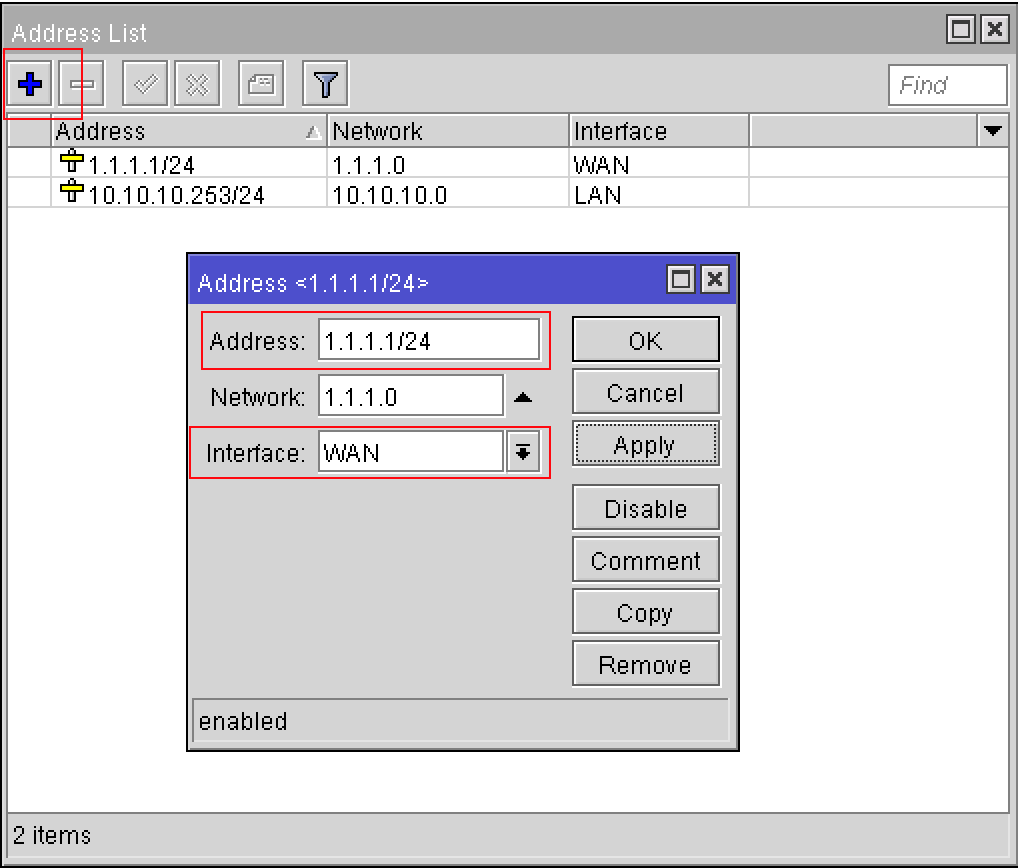 Address List
Find
Address Network Interface
1.1.1.1/24 1.1.1.0 WAN
10.10.10.253/24 10.10.10.0 LAN
Address <1.1.1.1/24>
Address: 1.1.1.1/24
Network: 1.1.1.0
Interface: WAN
OK
Cancel
Apply
Disable
Comment
Copy
Remove
enabled
2 items